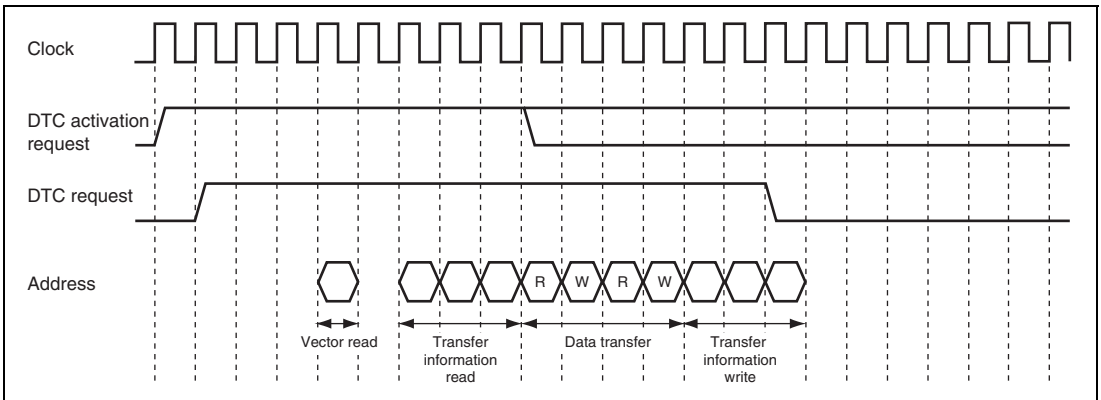 Clock
DTC activation
request
DTC request
Address
R W R W
Vector read
Transfer
information
read
Data transfer
Transfer
information
write